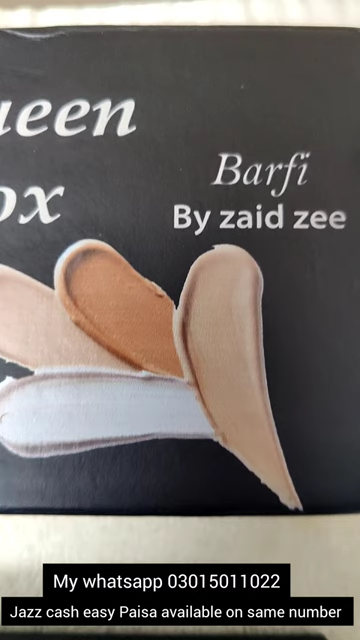 ueen
ox
Barfi
By zaid zee
My whatsapp 03015011022
Jazz cash easy Paisa available on same number